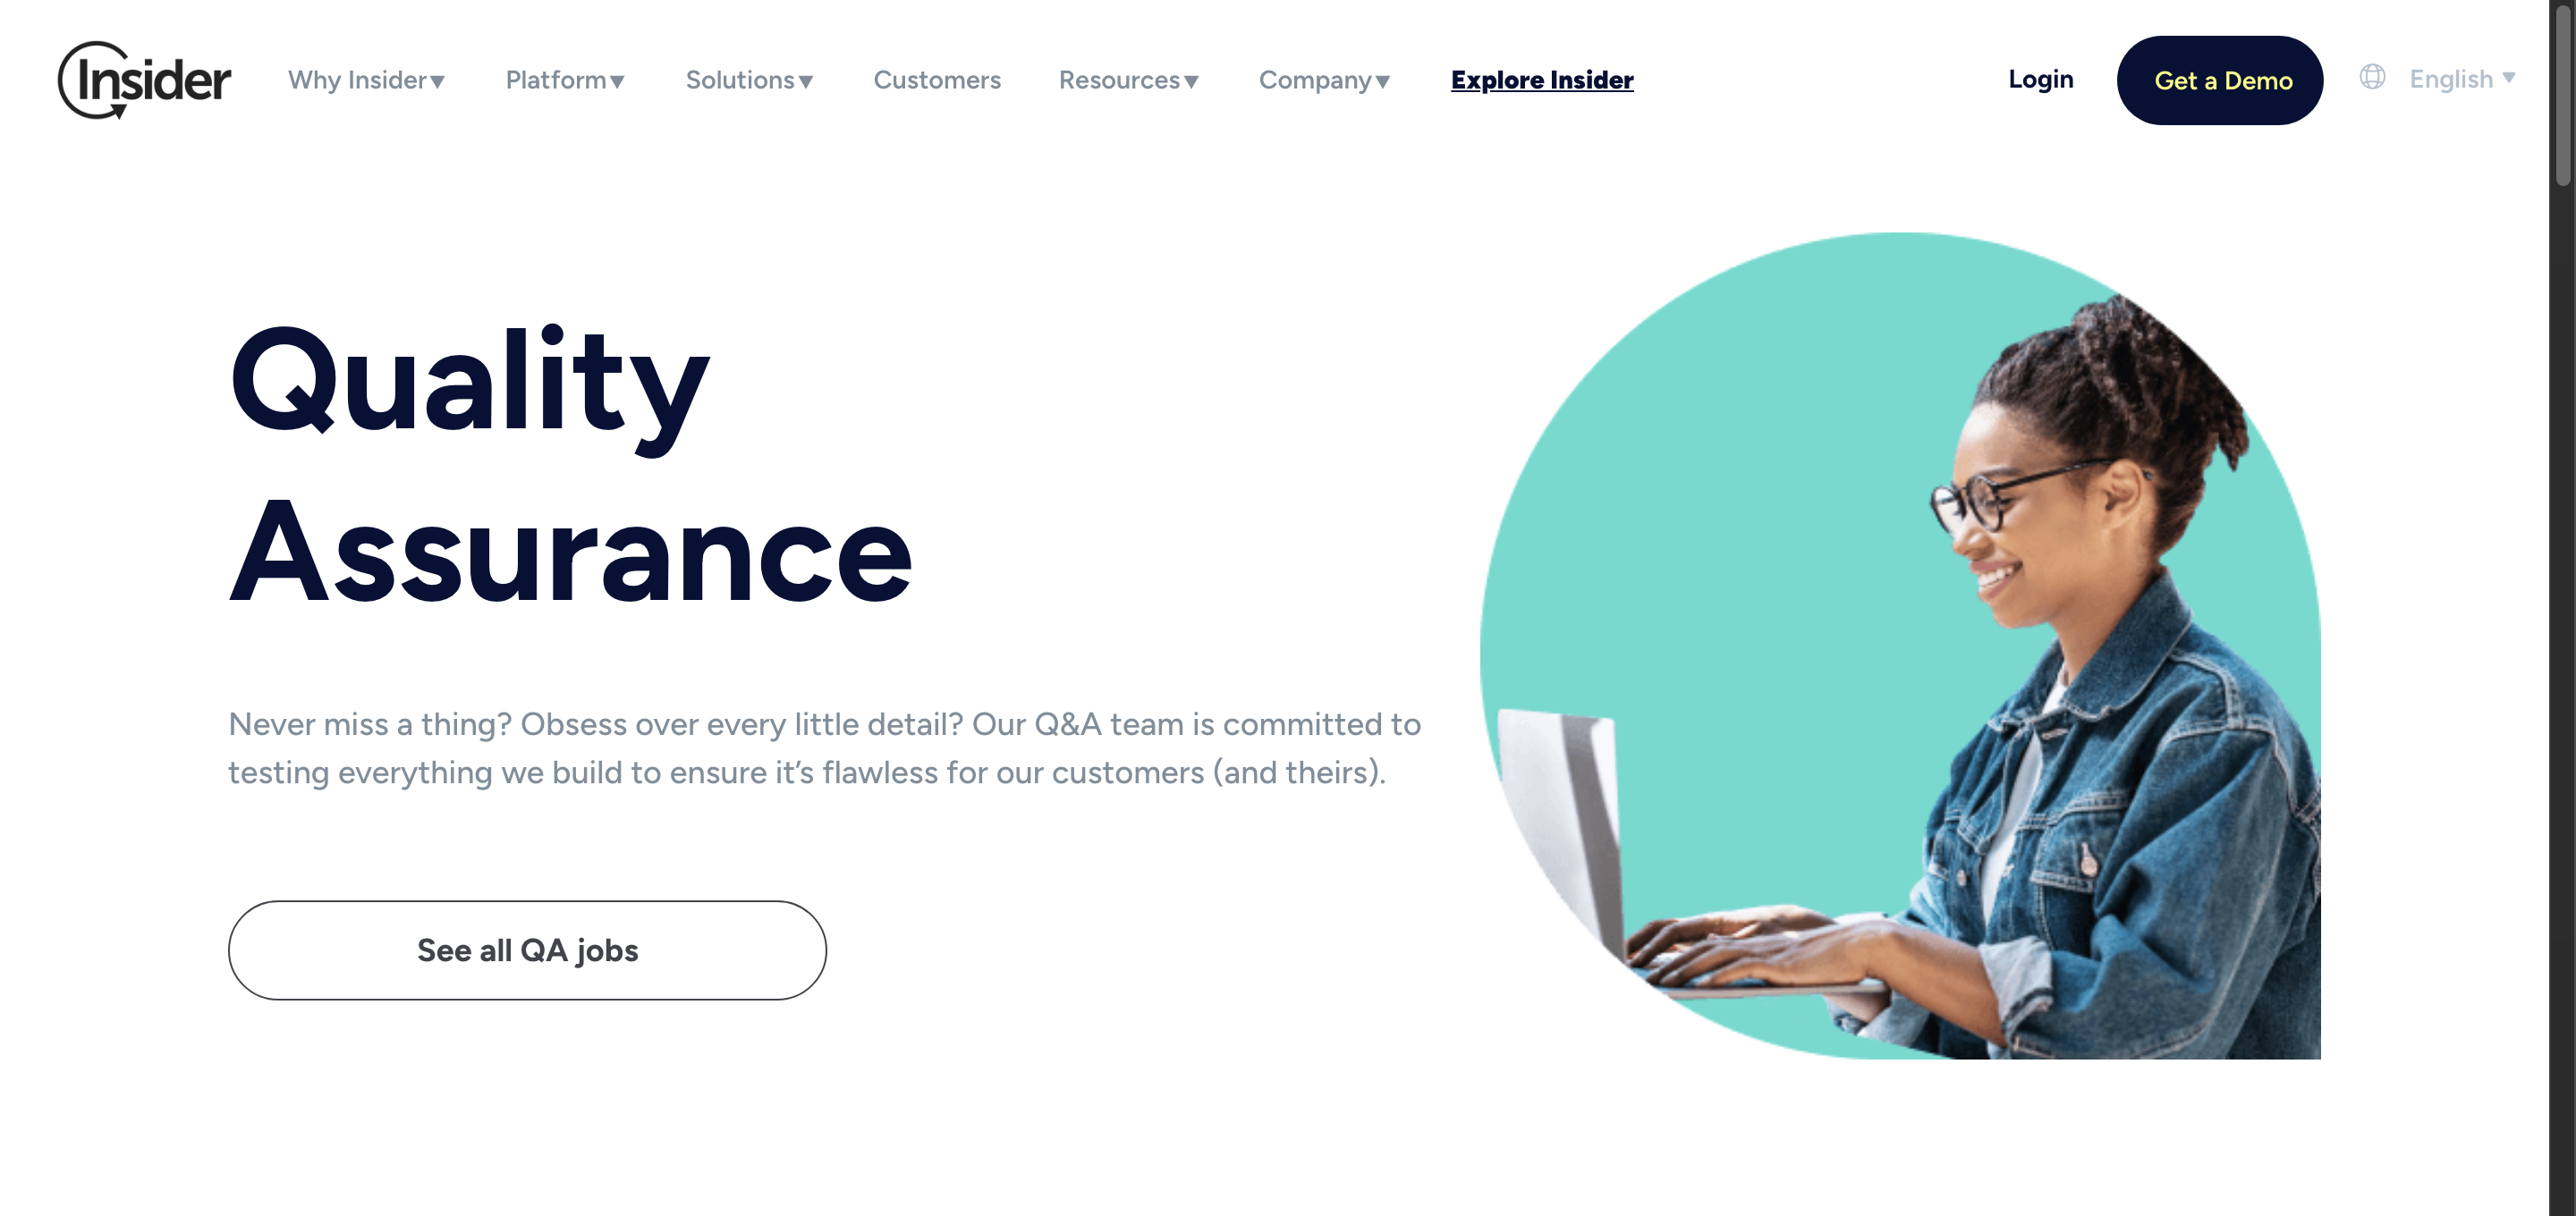 Insider
Why Insider
Platform
Solutions
Customers
Resources
Company
Explore Insider
Login
Get a Demo
English
Quality
Assurance
Never miss a thing? Obsess over every little detail? Our Q&A team is committed to
testing everything we build to ensure it’s flawless for our customers (and theirs).
See all QA jobs